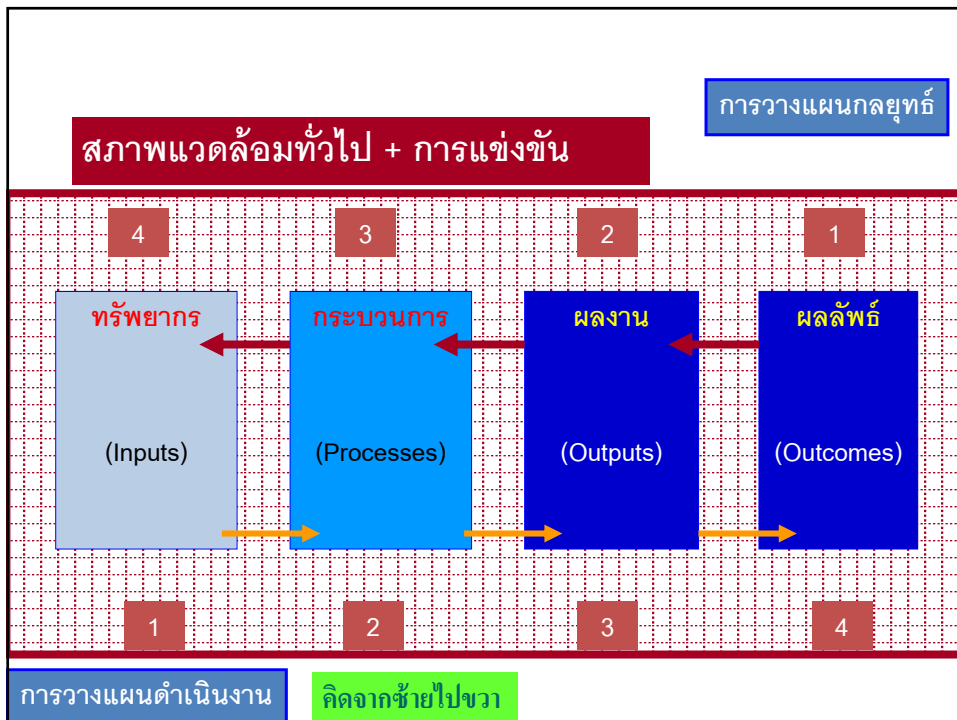 การวางแผนกลยุทธ์
สภาพแวดล้อมทั่วไป + การแข่งขัน
4 3 2 1
ทรัพยากร กระบวนการ ผลงาน ผลลัพธ์
(Inputs) (Processes) (Outputs) (Outcomes)
1 2 3 4
การวางแผนดำเนินงาน คิดจากซ้ายไปขวา